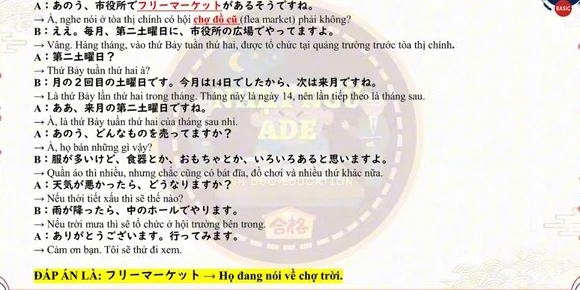 A：あのう、市役所でフリーマーケットがあるそうですね。
→ À, nghe nói ở tòa thị chính có hội chợ đồ cũ (flea market) phải không?
B：ええ。毎月、第二土曜日に、市役所の広場でやってますよ。
→ Vâng. Hàng tháng, vào thứ Bảy tuần thứ hai, được tổ chức tại quảng trường trước tòa thị chính.
A：第二土曜日？
→ Thứ Bảy tuần thứ hai à?
B：月の２回目の土曜日です。今月は14日でしたから、次は来月ですね。
→ Là thứ Bảy lần thứ hai trong tháng. Tháng này là ngày 14, nên lần tiếp theo là tháng sau.
A：ああ、来月の第二土曜日ですね。
→ À, là thứ Bảy tuần thứ hai của tháng sau nhỉ.
A：あのう、どんなものを売ってますか？
→ À, họ bán những gì vậy?
B：服が多いけど、食器とか、おもちゃとか、いろいろあると思いますよ。
→ Quần áo thì nhiều, nhưng chắc cũng có bát đĩa, đồ chơi và nhiều thứ khác nữa.
A：天気が悪かったら、どうなりますか？
→ Nếu thời tiết xấu thì sẽ thế nào?
B：雨が降ったら、中のホールでやります。
→ Nếu trời mưa thì sẽ tổ chức ở hội trường bên trong.
A：ありがとうございます。行ってみます。
→ Cảm ơn bạn. Tôi sẽ thử đi xem.
ĐÁP ÁN LÀ: フリーマーケット → Họ đang nói về chợ trời.
BASIC
ADE
EDUCATION
合格